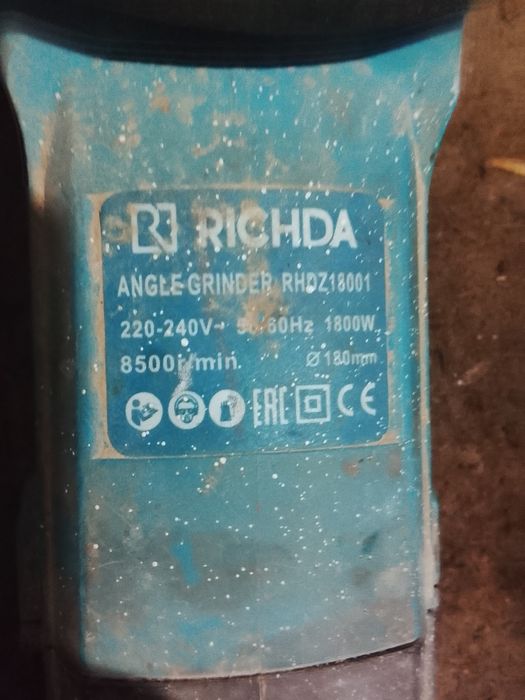 R RICHDA
ANGLE GRINDER RHDZ18001
220-240V~ 50/60Hz 1800W
8500r/min Ø180mm
EAC CE